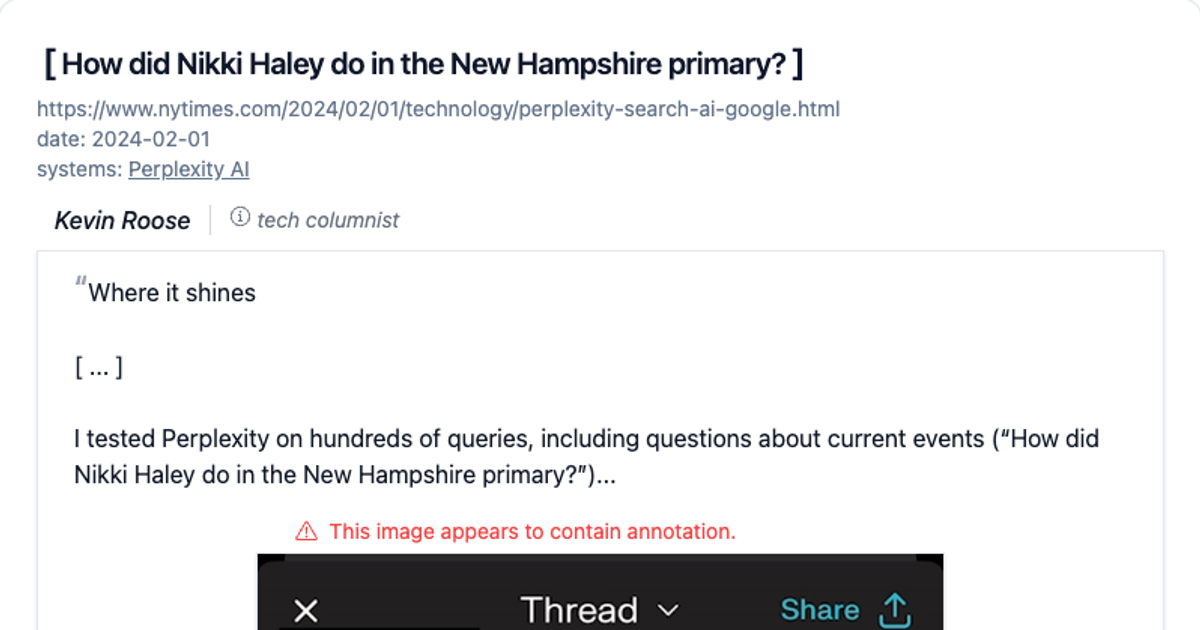 [ How did Nikki Haley do in the New Hampshire primary? ]
https://www.nytimes.com/2024/02/01/technology/perplexity-search-ai-google.html
date: 2024-02-01
systems: Perplexity AI
Kevin Roose
tech columnist
“Where it shines
[ ... ]
I tested Perplexity on hundreds of queries, including questions about current events (“How did
Nikki Haley do in the New Hampshire primary?”)...
This image appears to contain annotation.
Thread
Share